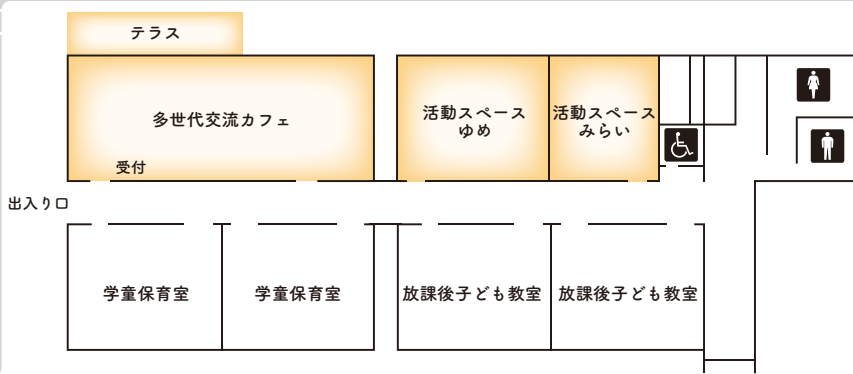 テラス
多世代交流カフェ
受付
活動スペース
ゆめ
活動スペース
みらい
出入り口
学童保育室
学童保育室
放課後子ども教室
放課後子ども教室